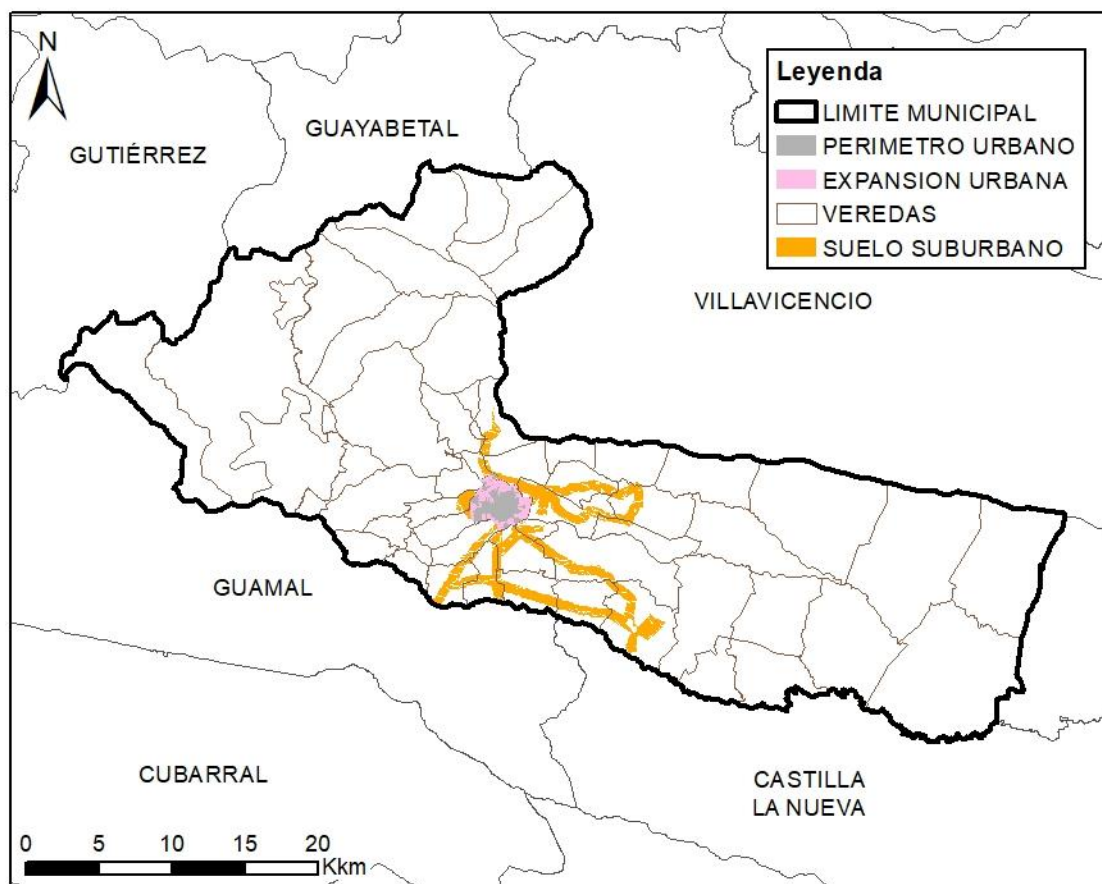 N
Leyenda
LIMITE MUNICIPAL
PERIMETRO URBANO
EXPANSION URBANA
VEREDAS
SUELO SUBURBANO
GUAYABETAL
GUTIÉRREZ
VILLAVICENCIO
GUAMAL
CUBARRAL
CASTILLA
LA NUEVA
0 5 10 15 20
Kkm